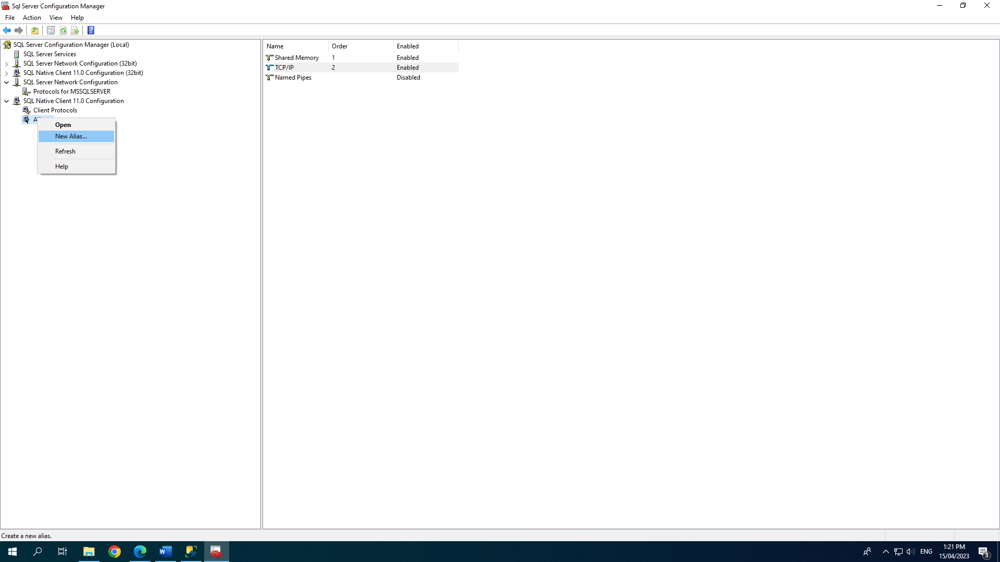 Sql Server Configuration Manager
File Action View Help
SQL Server Configuration Manager (Local)
SQL Server Services
SQL Server Network Configuration (32bit)
SQL Native Client 11.0 Configuration (32bit)
SQL Server Network Configuration
Protocols for MSSQLSERVER
SQL Native Client 11.0 Configuration
Client Protocols
Open
New Alias...
Refresh
Help
Name Order Enabled
Shared Memory 1 Enabled
TCP/IP 2 Enabled
Named Pipes Disabled
Create a new alias.
ENG
1:21 PM
15/04/2023
3